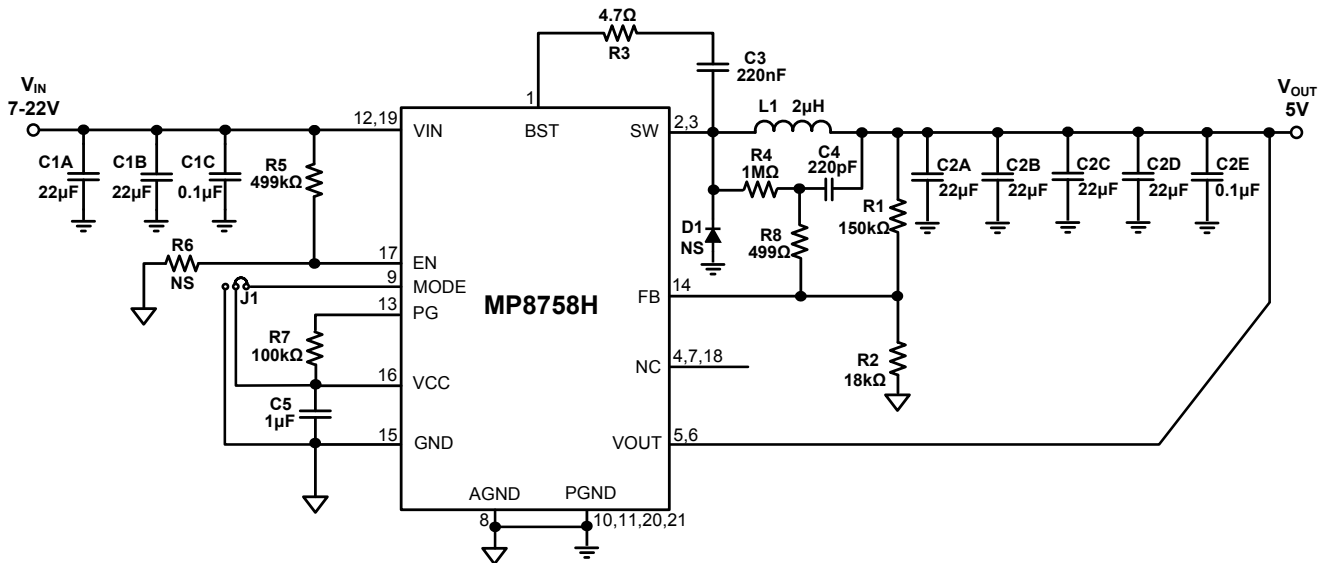 4.7Ω
R3
C3
220nF
VIN
7-22V
VOUT
5V
1
12,19
VIN
BST
SW
2,3
L1 2µH
C1A
22µF
C1B
22µF
C1C
0.1µF
R5
499kΩ
R4
1MΩ
C4
220pF
C2A
22µF
C2B
22µF
C2C
22µF
C2D
22µF
C2E
0.1µF
R1
150kΩ
D1
NS
R8
499Ω
R6
NS
17
EN
9
MODE
J1
13
PG
MP8758H
FB
14
R7
100kΩ
NC
4,7,18
R2
18kΩ
16
VCC
C5
1µF
15
GND
VOUT
5,6
AGND
PGND
8
10,11,20,21